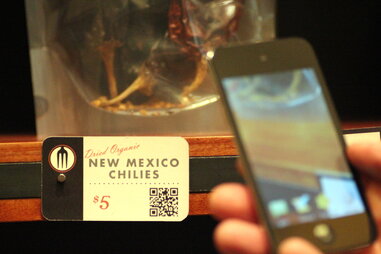 Dried Organic
NEW MEXICO
CHILIES
$5